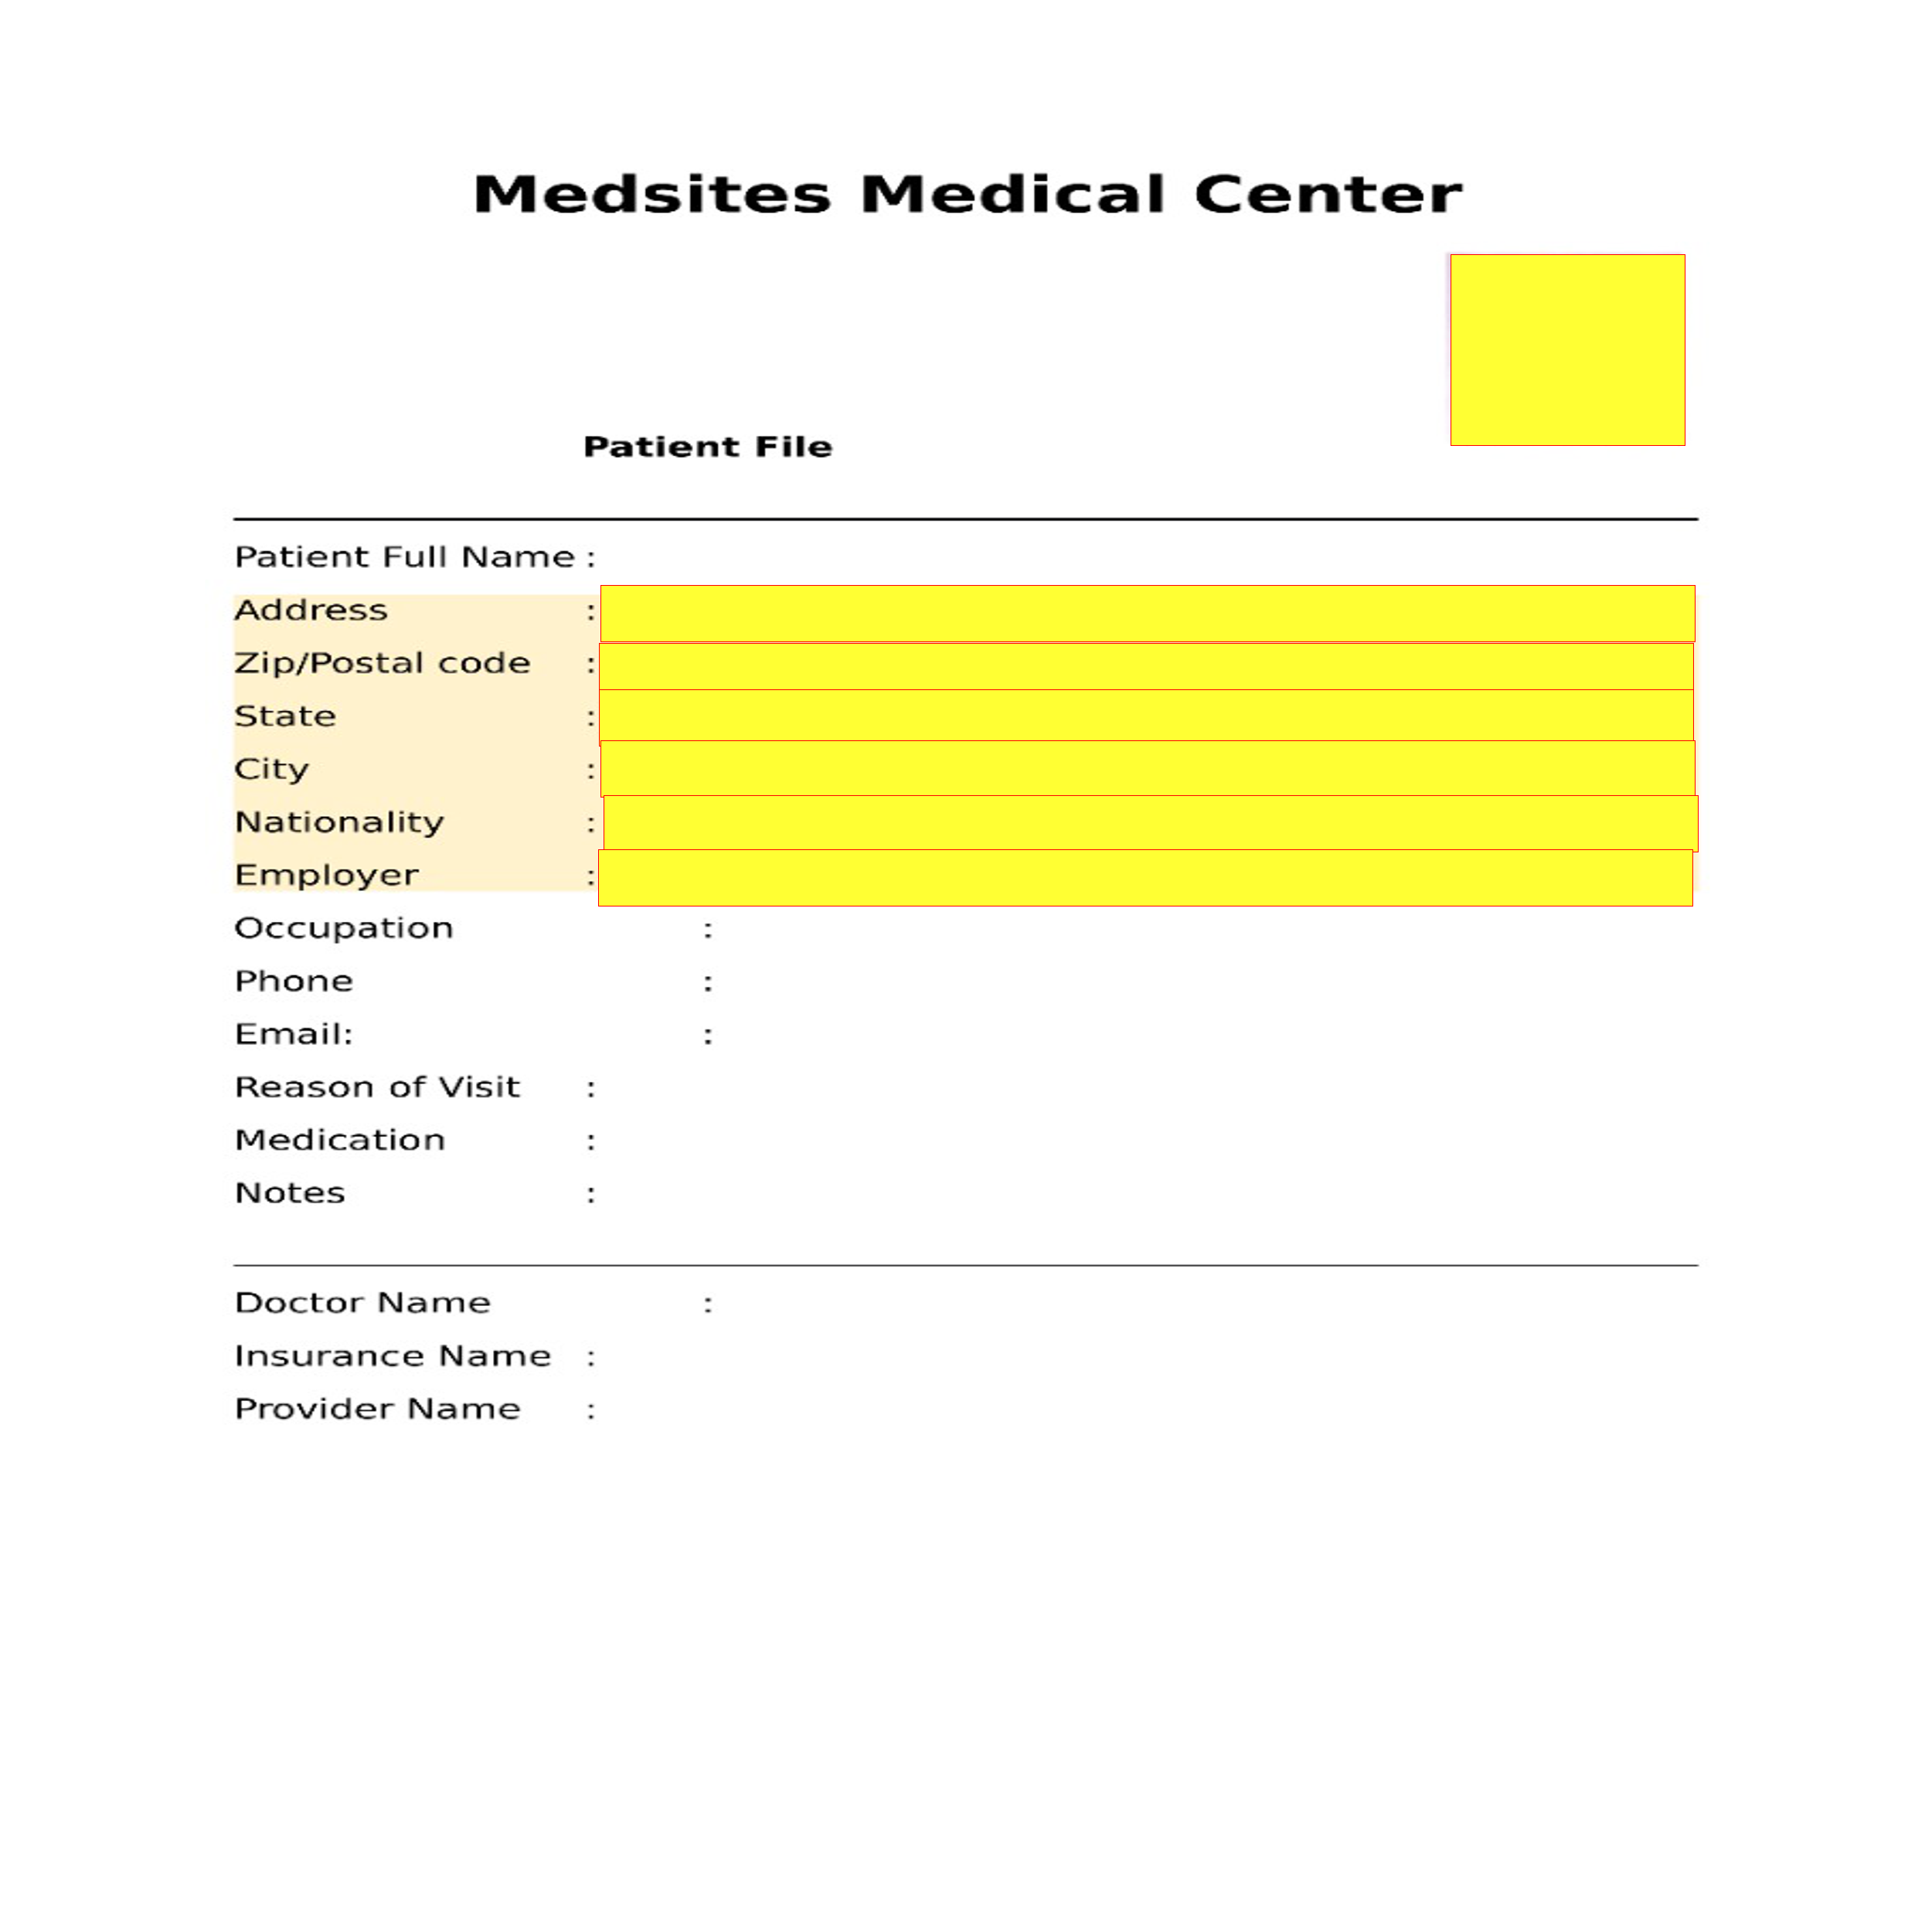 Medsites Medical Center
Patient File
Patient Full Name :
Address :
Zip/Postal code :
State :
City :
Nationality :
Employer :
Occupation :
Phone :
Email: :
Reason of Visit :
Medication :
Notes :
Doctor Name :
Insurance Name :
Provider Name :